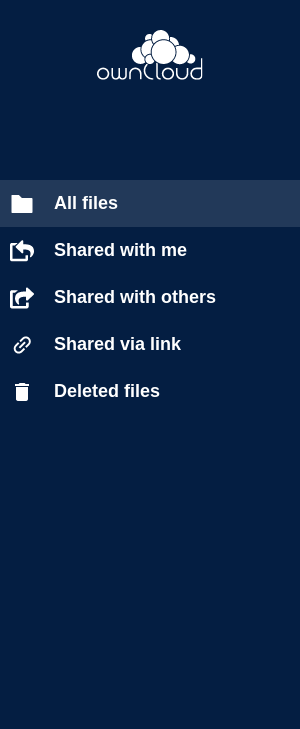 ownCloud
All files
Shared with me
Shared with others
Shared via link
Deleted files